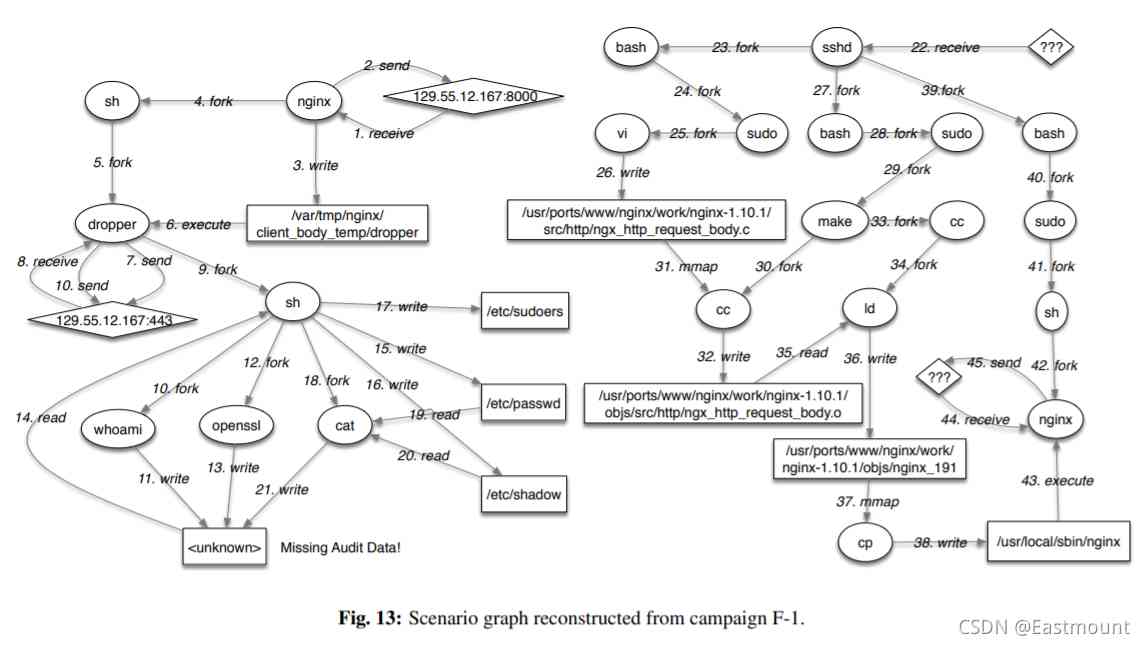 bash
23. fork
sshd
22. receive
???
2. send
24. fork
27. fork
39.fork
sh
4. fork
nginx
129.55.12.167:8000
1. receive
vi
25. fork
sudo
bash
28. fork
sudo
bash
5. fork
3. write
26. write
29. fork
40. fork
dropper
6. execute
/var/tmp/nginx/
client_body_temp/dropper
/usr/ports/www/nginx/work/nginx-1.10.1/
src/http/ngx_http_request_body.c
make
33. fork
cc
sudo
8. receive
7. send
9. fork
10. send
31. mmap
30. fork
34. fork
41. fork
129.55.12.167:443
sh
17. write
/etc/sudoers
cc
ld
sh
12. fork
15. write
32. write
35. read
36. write
45. send
42. fork
10. fork
18. fork
16. write
???
14. read
19. read
/etc/passwd
/usr/ports/www/nginx/work/nginx-1.10.1/
objs/src/http/ngx_http_request_body.o
44. receive
nginx
whoami
openssl
cat
20. read
/usr/ports/www/nginx/work/
nginx-1.10.1/objs/nginx_191
11. write
13. write
21. write
/etc/shadow
43. execute
37. mmap
<unknown>
Missing Audit Data!
cp
38. write
/usr/local/sbin/nginx
Fig. 13: Scenario graph reconstructed from campaign F-1.
CSDN @Eastmount